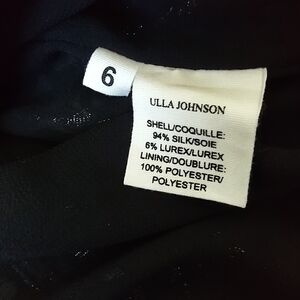 6
ULLA JOHNSON
SHELL/COQUILLE:
94% SILK/SOIE
6% LUREX/LUREX
LINING/DOUBLURE:
100% POLYESTER/
POLYESTER